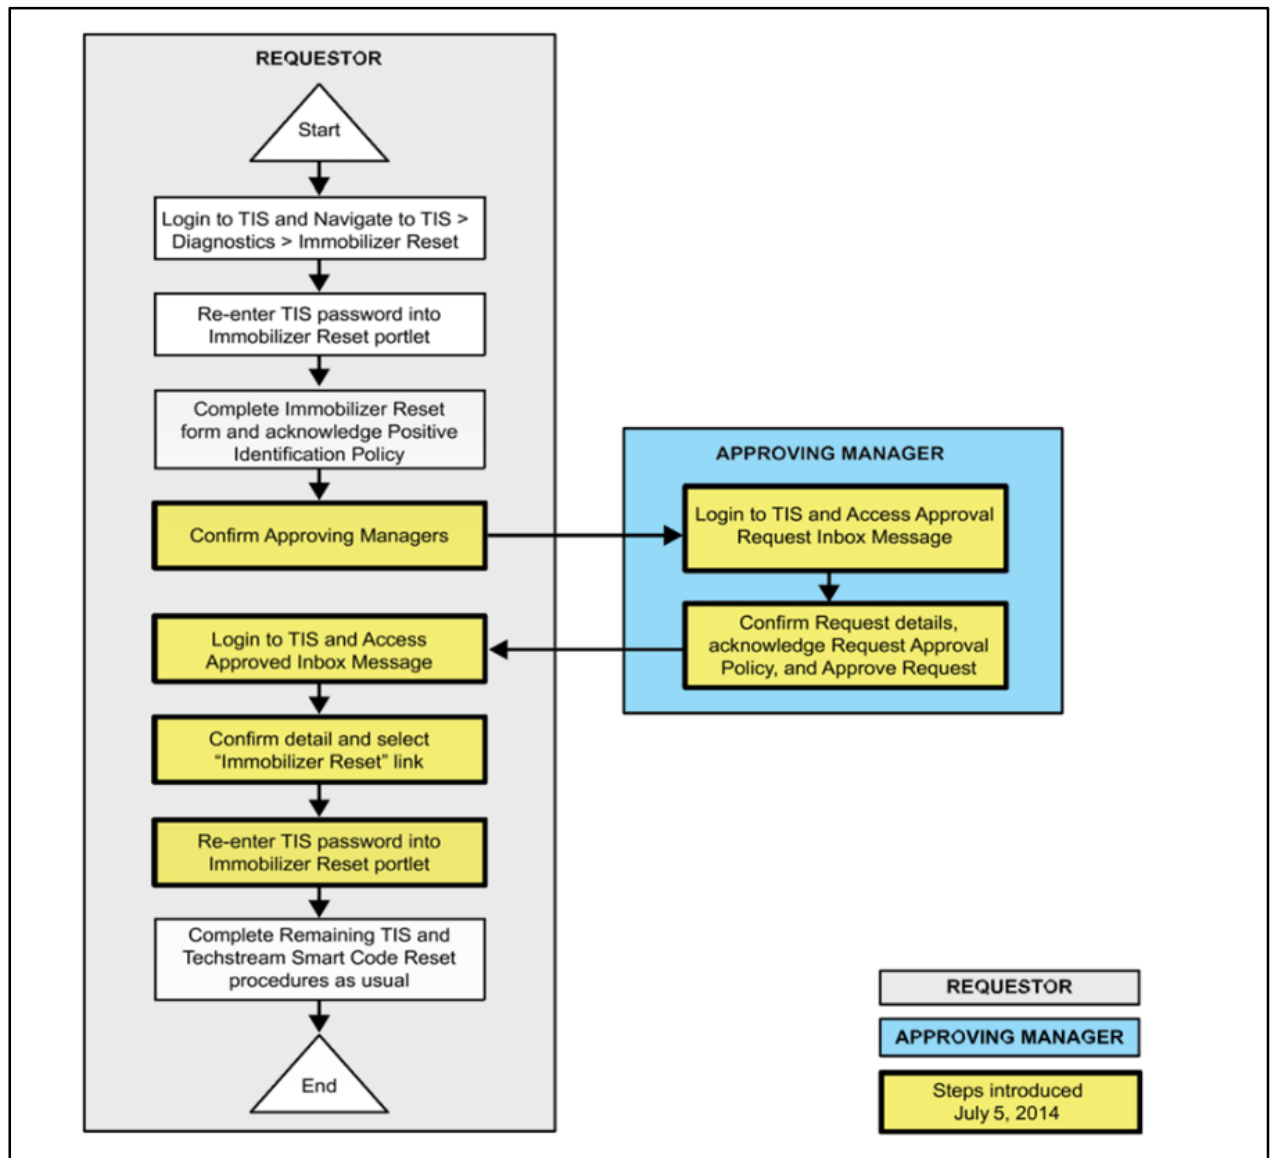 REQUESTOR
Start
Login to TIS and Navigate to TIS >
Diagnostics > Immobilizer Reset
Re-enter TIS password into
Immobilizer Reset portlet
Complete Immobilizer Reset
form and acknowledge Positive
Identification Policy
Confirm Approving Managers
APPROVING MANAGER
Login to TIS and Access Approval
Request Inbox Message
Confirm Request details,
acknowledge Request Approval
Policy, and Approve Request
Login to TIS and Access
Approved Inbox Message
Confirm detail and select
“Immobilizer Reset” link
Re-enter TIS password into
Immobilizer Reset portlet
Complete Remaining TIS and
Techstream Smart Code Reset
procedures as usual
End
REQUESTOR
APPROVING MANAGER
Steps introduced
July 5, 2014